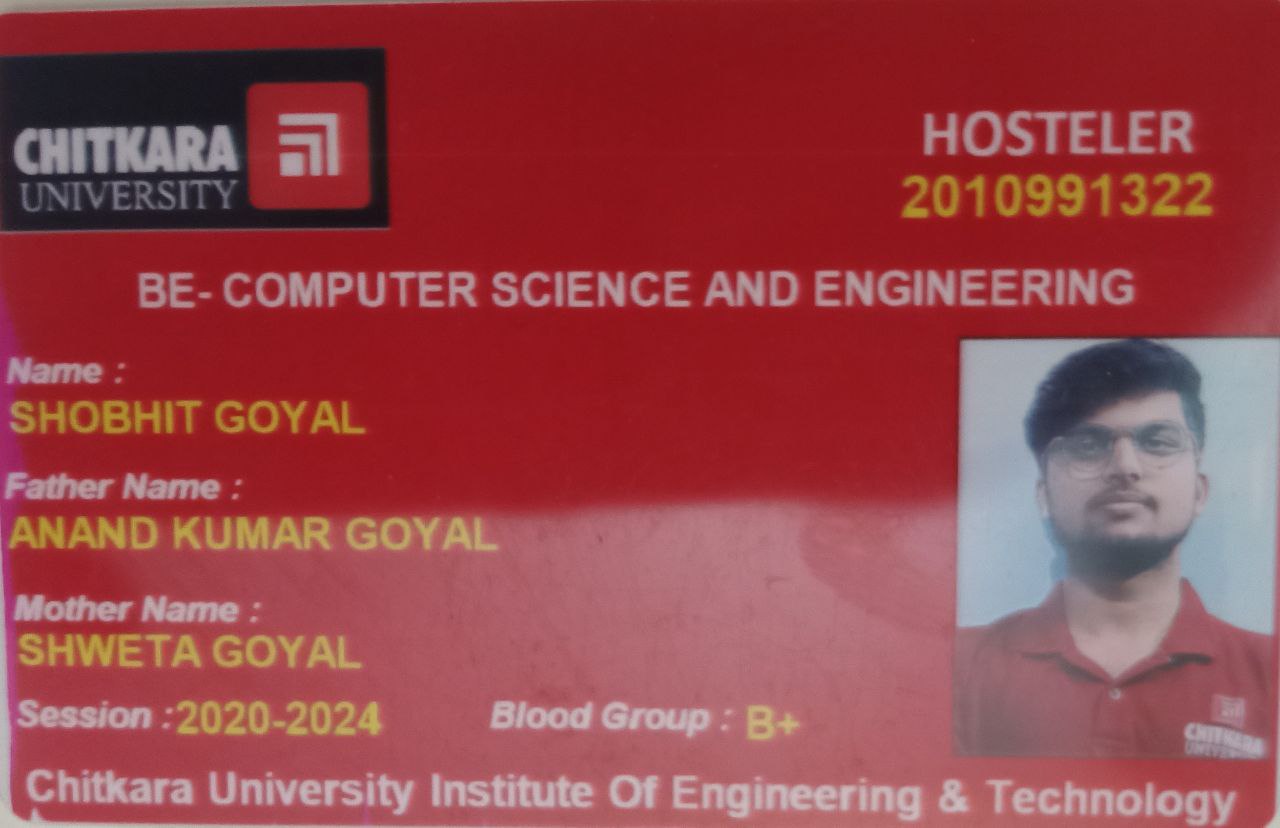 CHITKARA
UNIVERSITY
HOSTELER
2010991322
BE- COMPUTER SCIENCE AND ENGINEERING
Name :
SHOBHIT GOYAL
Father Name :
ANAND KUMAR GOYAL
Mother Name :
SHWETA GOYAL
Session :2020-2024 Blood Group : B+
CHITKARA
UNIVERSITY
Chitkara University Institute Of Engineering & Technology